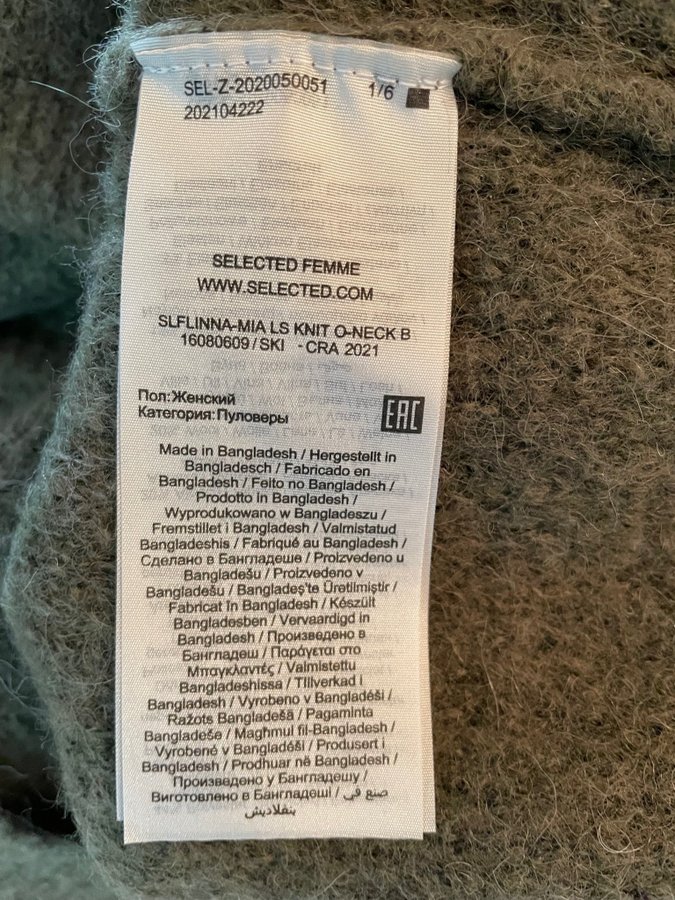 SEL-Z-2020050051 1/6
202104222
SELECTED FEMME
WWW.SELECTED.COM
SLFLINNA-MIA LS KNIT O-NECK B
16080609/SKI - CRA 2021
Пол:Женский
Категория:Пуловеры
EAC
Made in Bangladesh / Hergestellt in
Bangladesch / Fabricado en
Bangladesh / Feito no Bangladesh /
Prodotto in Bangladesh /
Wyprodukowano w Bangladeszu /
Fremstillet i Bangladesh / Valmistatud
Bangladeshis / Fabriqué au Bangladesh /
Сделано в Бангладеше / Proizvedeno u
Bangladešu / Proizvedeno v
Bangladešu / Bangladeş'te Üretilmiştir /
Fabricat în Bangladesh / Készült
Bangladesben / Vervaardigd in
Bangladesh / Произведено в
Бангладеш / Παράγεται στο
Μπαγκλαντές / Valmistettu
Bangladeshissa / Tillverkad i
Bangladesh / Vyrobeno v Bangladéši /
Ražots Bangladešā / Pagaminta
Bangladeše / Magħmul fil-Bangladesh /
Vyrobené v Bangladéši / Produsert i
Bangladesh / Prodhuar në Bangladesh /
Произведено у Бангладешу /
Виготовлено в Бангладеші / صنع في
بنغلاديش